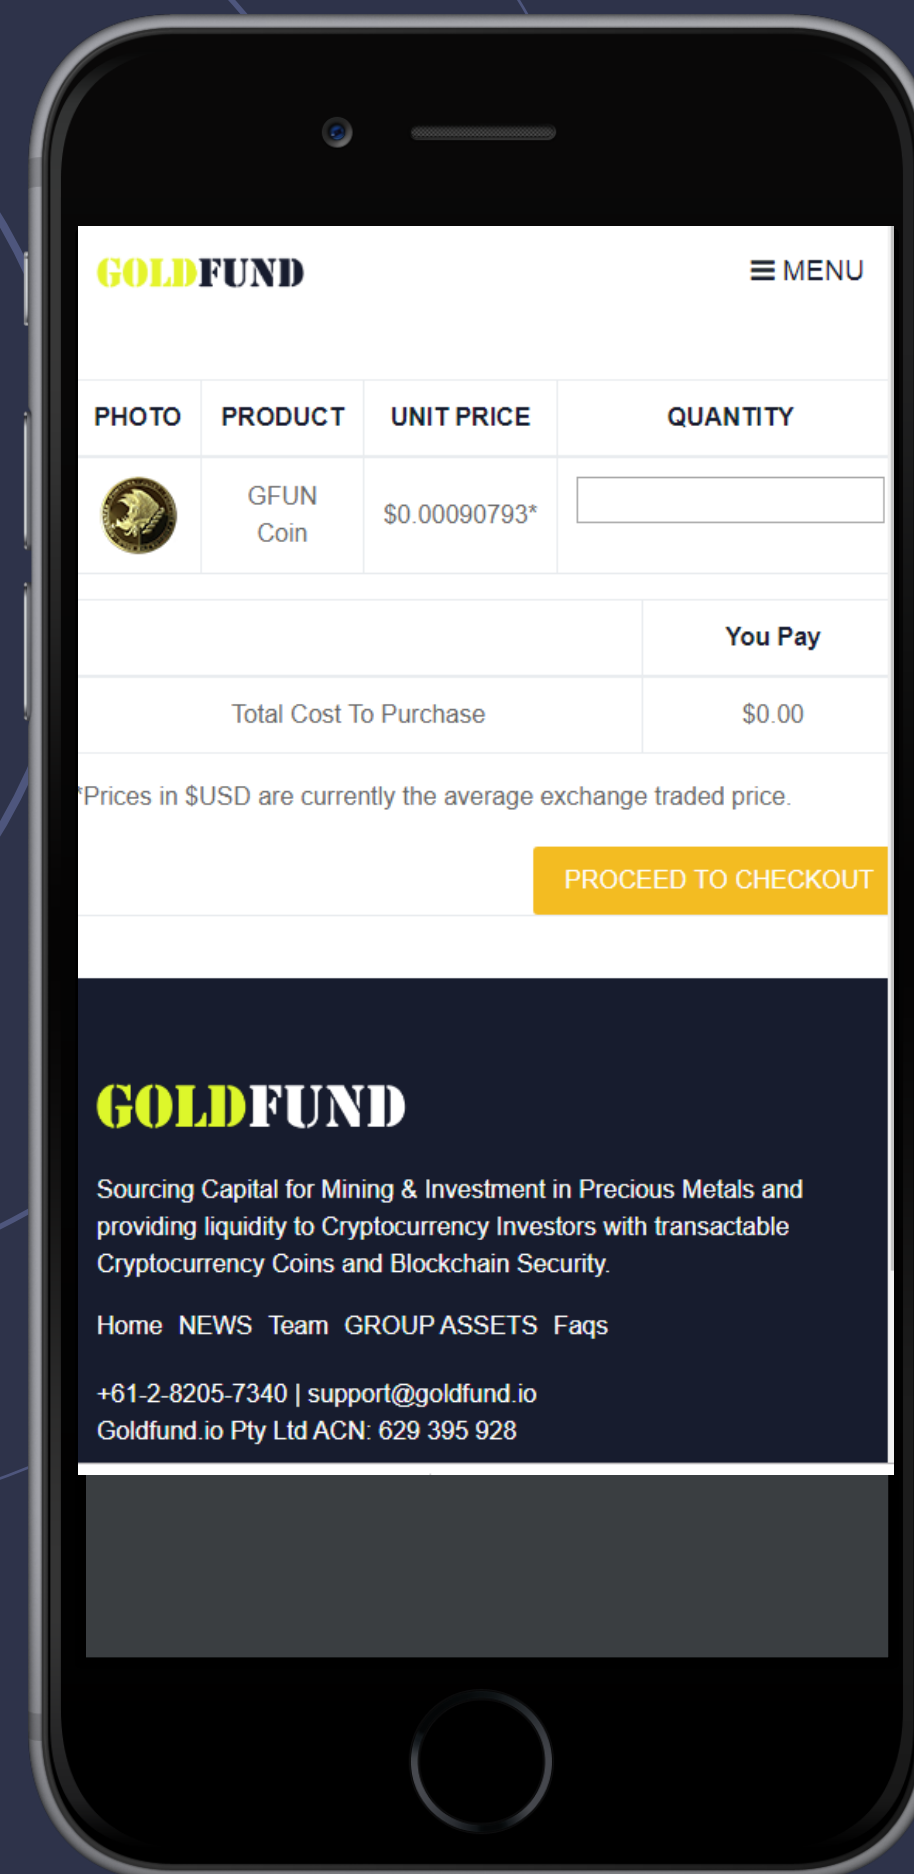 GOLDFUND
MENU
PHOTO PRODUCT UNIT PRICE QUANTITY
GFUN
Coin
$0.00090793*
You Pay
Total Cost To Purchase $0.00
*Prices in $USD are currently the average exchange traded price.
PROCEED TO CHECKOUT
GOLDFUND
Sourcing Capital for Mining & Investment in Precious Metals and
providing liquidity to Cryptocurrency Investors with transactable
Cryptocurrency Coins and Blockchain Security.
Home NEWS Team GROUP ASSETS Faqs
+61-2-8205-7340 | support@goldfund.io
Goldfund.io Pty Ltd ACN: 629 395 928